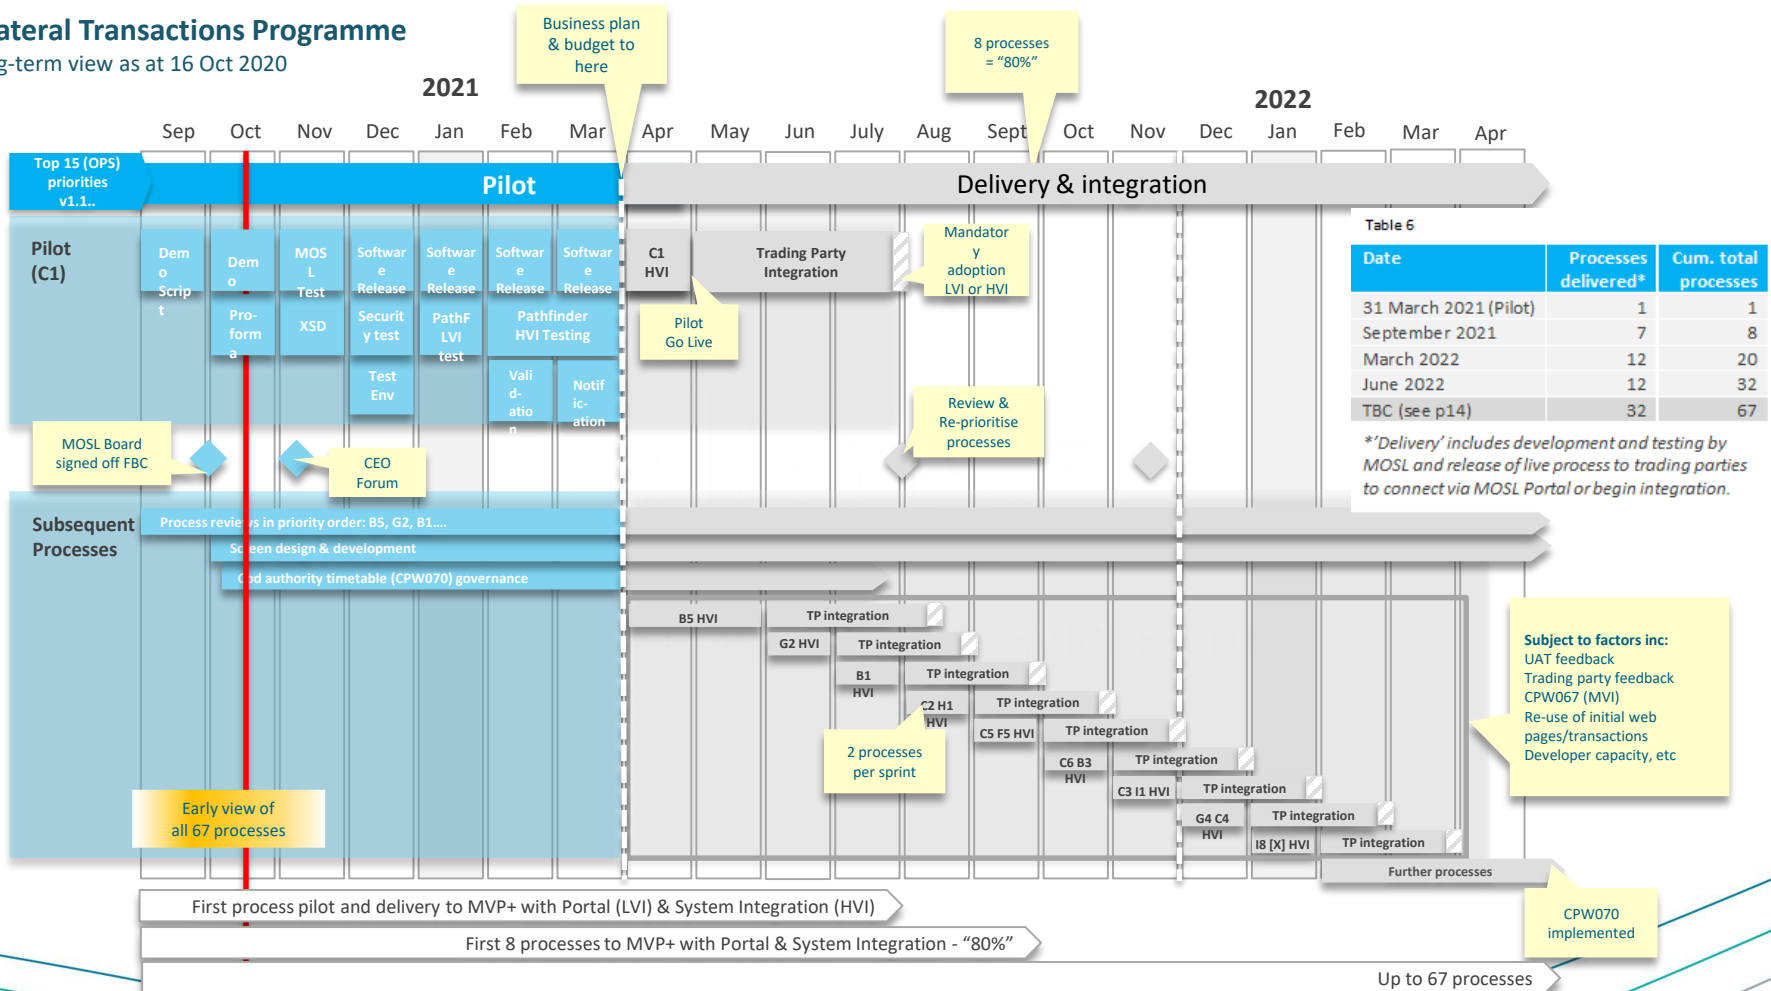 ateral Transactions Programme
g-term view as at 16 Oct 2020
Business plan
& budget to
here
8 processes
= “80%”
2021
2022
Sep Oct Nov Dec Jan Feb Mar Apr May Jun July Aug Sept Oct Nov Dec Jan Feb Mar Apr
Top 15 (OPS)
priorities
v1.1..
Pilot
Delivery & integration
Pilot
(C1)
Dem
o
Scrip
t
Dem
o
MOS
L
Test
Softwar
e
Release
Softwar
e
Release
Softwar
e
Release
Softwar
e
Release
C1
HVI
Trading Party
Integration
Mandator
y
adoption
LVI or HVI
Pro-
form
a
XSD
Securit
y test
PathF
LVI
test
Pathfinder
HVI Testing
Pilot
Go Live
Test
Env
Vali
d-
atio
n
Notif
ic-
ation
Table 6
Date Processes delivered* Cum. total processes
31 March 2021 (Pilot) 1 1
September 2021 7 8
March 2022 12 20
June 2022 12 32
TBC (see p14) 32 67
*'Delivery' includes development and testing by
MOSL and release of live process to trading parties
to connect via MOSL Portal or begin integration.
MOSL Board
signed off FBC
CEO
Forum
Review &
Re-prioritise
processes
Subsequent
Processes
Process reviews in priority order: B5, G2, B1....
Screen design & development
Cod authority timetable (CPW070) governance
B5 HVI
TP integration
G2 HVI
TP integration
B1
HVI
TP integration
C2 H1
HVI
TP integration
C5 F5 HVI
TP integration
C6 B3
HVI
TP integration
C3 I1 HVI
TP integration
G4 C4
HVI
TP integration
I8 [X] HVI
TP integration
Further processes
2 processes
per sprint
Subject to factors inc:
UAT feedback
Trading party feedback
CPW067 (MVI)
Re-use of initial web
pages/transactions
Developer capacity, etc
Early view of
all 67 processes
CPW070
implemented
First process pilot and delivery to MVP+ with Portal (LVI) & System Integration (HVI)
First 8 processes to MVP+ with Portal & System Integration - “80%”
Up to 67 processes